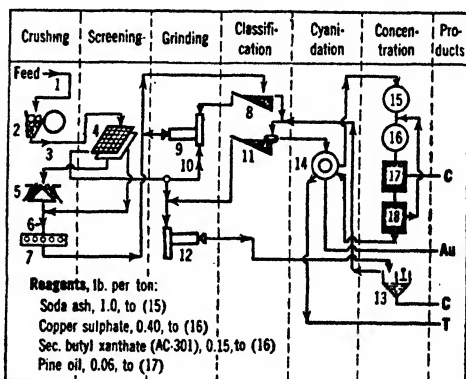 Crushing
Screening
Grinding
Classifi-
cation
Cyani-
dation
Concen-
tration
Pro-
ducts
Feed
1
2
3
4
5
6
7
8
9
10
11
12
13
14
15
16
17
18
C
Au
C
T
Reagents, lb. per ton:
Soda ash, 1.0, to (15)
Copper sulphate, 0.40, to (16)
Sec. butyl xanthate (AC-301), 0.15, to (16)
Pine oil, 0.06, to (17)